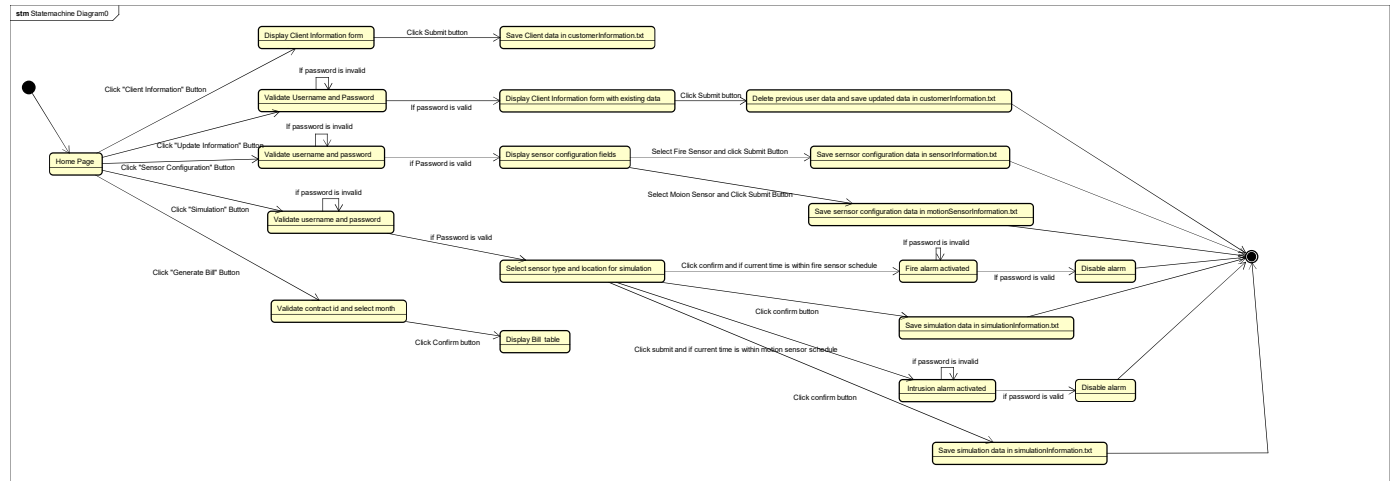 stm Statemachine Diagram0
Display Client Information form
Click Submit button
Save Client data in customerInformation.txt
If password is invalid
Click "Client Information" Button
Validate Username and Password
If password is valid
Display Client Information form with existing data
Click Submit button
Delete previous user data and save updated data in customerInformation.txt
If password is invalid
Click "Update Information" Button
Home Page
Validate username and password
if Password is valid
Display sensor configuration fields
Select Fire Sensor and click Submit Button
Save sernsor configuration data in sensorInformation.txt
Click "Sensor Configuration" Button
if password is invalid
Select Moion Sensor and Click Submit Button
Click "Simulation" Button
Validate username and password
Save sernsor configuration data in motionSensorInformation.txt
if Password is valid
If password is invalid
Click "Generate Bill" Button
Select sensor type and location for simulation
Click confirm and if current time is within fire sensor schedule
Fire alarm activated
If password is valid
Disable alarm
Validate contract id and select month
Click confirm button
Save simulation data in simulationInformation.txt
Click Confirm button
Display Bill table
Click submit and if current time is within motion sensor schedule
if password is invalid
Intrusion alarm activated
if password is valid
Disable alarm
Click confirm button
Save simulation data in simulationInformation.txt